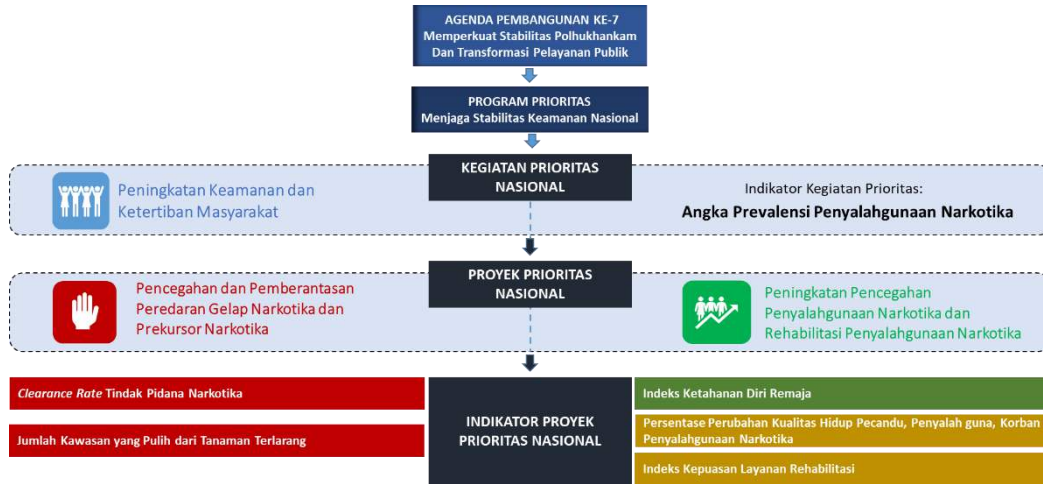 AGENDA PEMBANGUNAN KE-7
Memperkuat Stabilitas Polhukhankam
Dan Transformasi Pelayanan Publik
PROGRAM PRIORITAS
Menjaga Stabilitas Keamanan Nasional
KEGIATAN PRIORITAS
NASIONAL
Peningkatan Keamanan dan
Ketertiban Masyarakat
Indikator Kegiatan Prioritas:
Angka Prevalensi Penyalahgunaan Narkotika
PROYEK PRIORITAS
NASIONAL
Pencegahan dan Pemberantasan
Peredaran Gelap Narkotika dan
Prekursor Narkotika
Peningkatan Pencegahan
Penyalahgunaan Narkotika dan
Rehabilitasi Penyalahgunaan Narkotika
Clearance Rate Tindak Pidana Narkotika
Jumlah Kawasan yang Pulih dari Tanaman Terlarang
INDIKATOR PROYEK
PRIORITAS NASIONAL
Indeks Ketahanan Diri Remaja
Persentase Perubahan Kualitas Hidup Pecandu, Penyalah guna, Korban
Penyalahgunaan Narkotika
Indeks Kepuasan Layanan Rehabilitasi